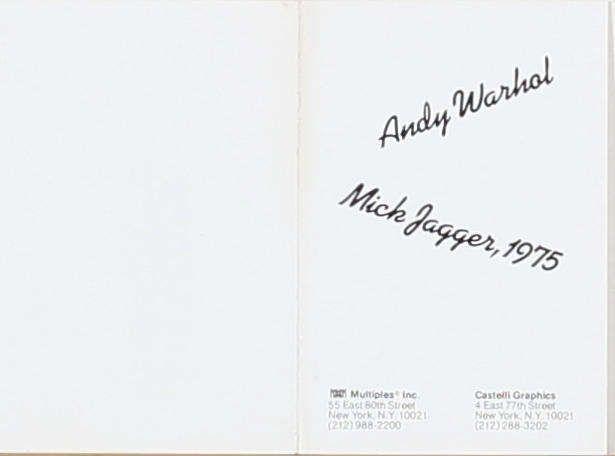 Andy Warhol
Mick Jagger, 1975
Multiples® Inc.
55 East 80th Street
New York, N.Y. 10021
(212) 988-2200
Castelli Graphics
4 East 77th Street
New York, N.Y. 10021
(212) 288-3202